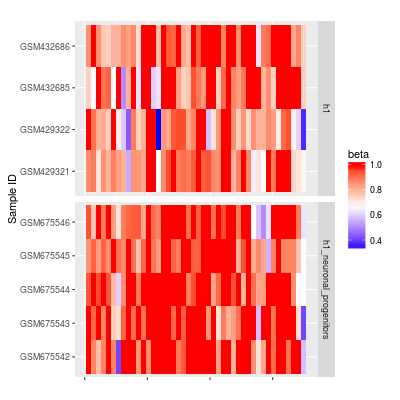 GSM432686
GSM432685
GSM429322
GSM429321
h1
GSM675546
GSM675545
GSM675544
GSM675543
GSM675542
h1_neuronal_progenitors
Sample ID
beta
1.0
0.8
0.6
0.4